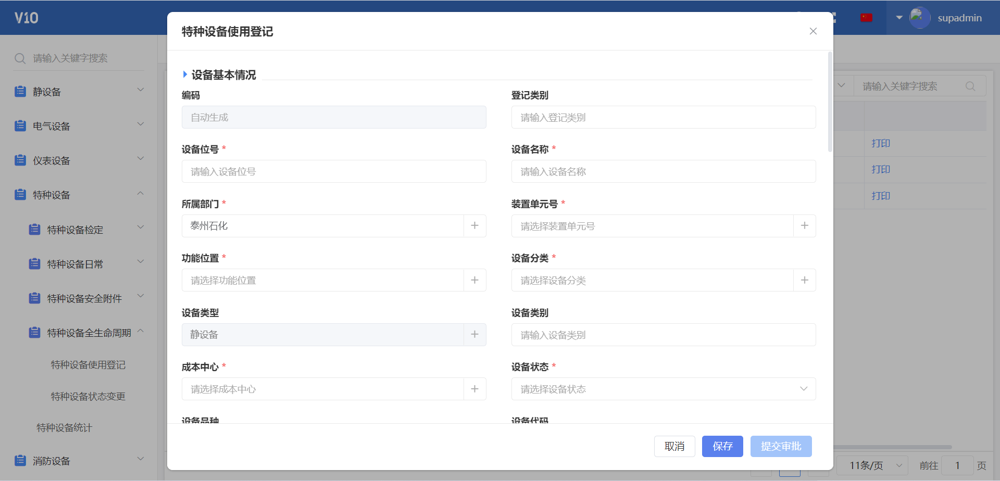 V10
supadmin
请输入关键字搜索
静设备
电气设备
仪表设备
特种设备
特种设备检定
特种设备日常
特种设备安全附件
特种设备全生命周期
特种设备使用登记
特种设备状态变更
特种设备统计
消防设备
特种设备使用登记
设备基本情况
编码
自动生成
登记类别
请输入登记类别
设备位号 *
请输入设备位号
设备名称 *
请输入设备名称
所属部门 *
泰州石化
装置单元号 *
请选择装置单元号
功能位置 *
请选择功能位置
设备分类 *
请选择设备分类
设备类型
静设备
设备类别
请输入设备类别
成本中心 *
请选择成本中心
设备状态 *
请选择设备状态
设备品种
设备代码
取消
保存
提交审批
请输入关键字搜索
打印
打印
打印
11条/页
前往 1 页